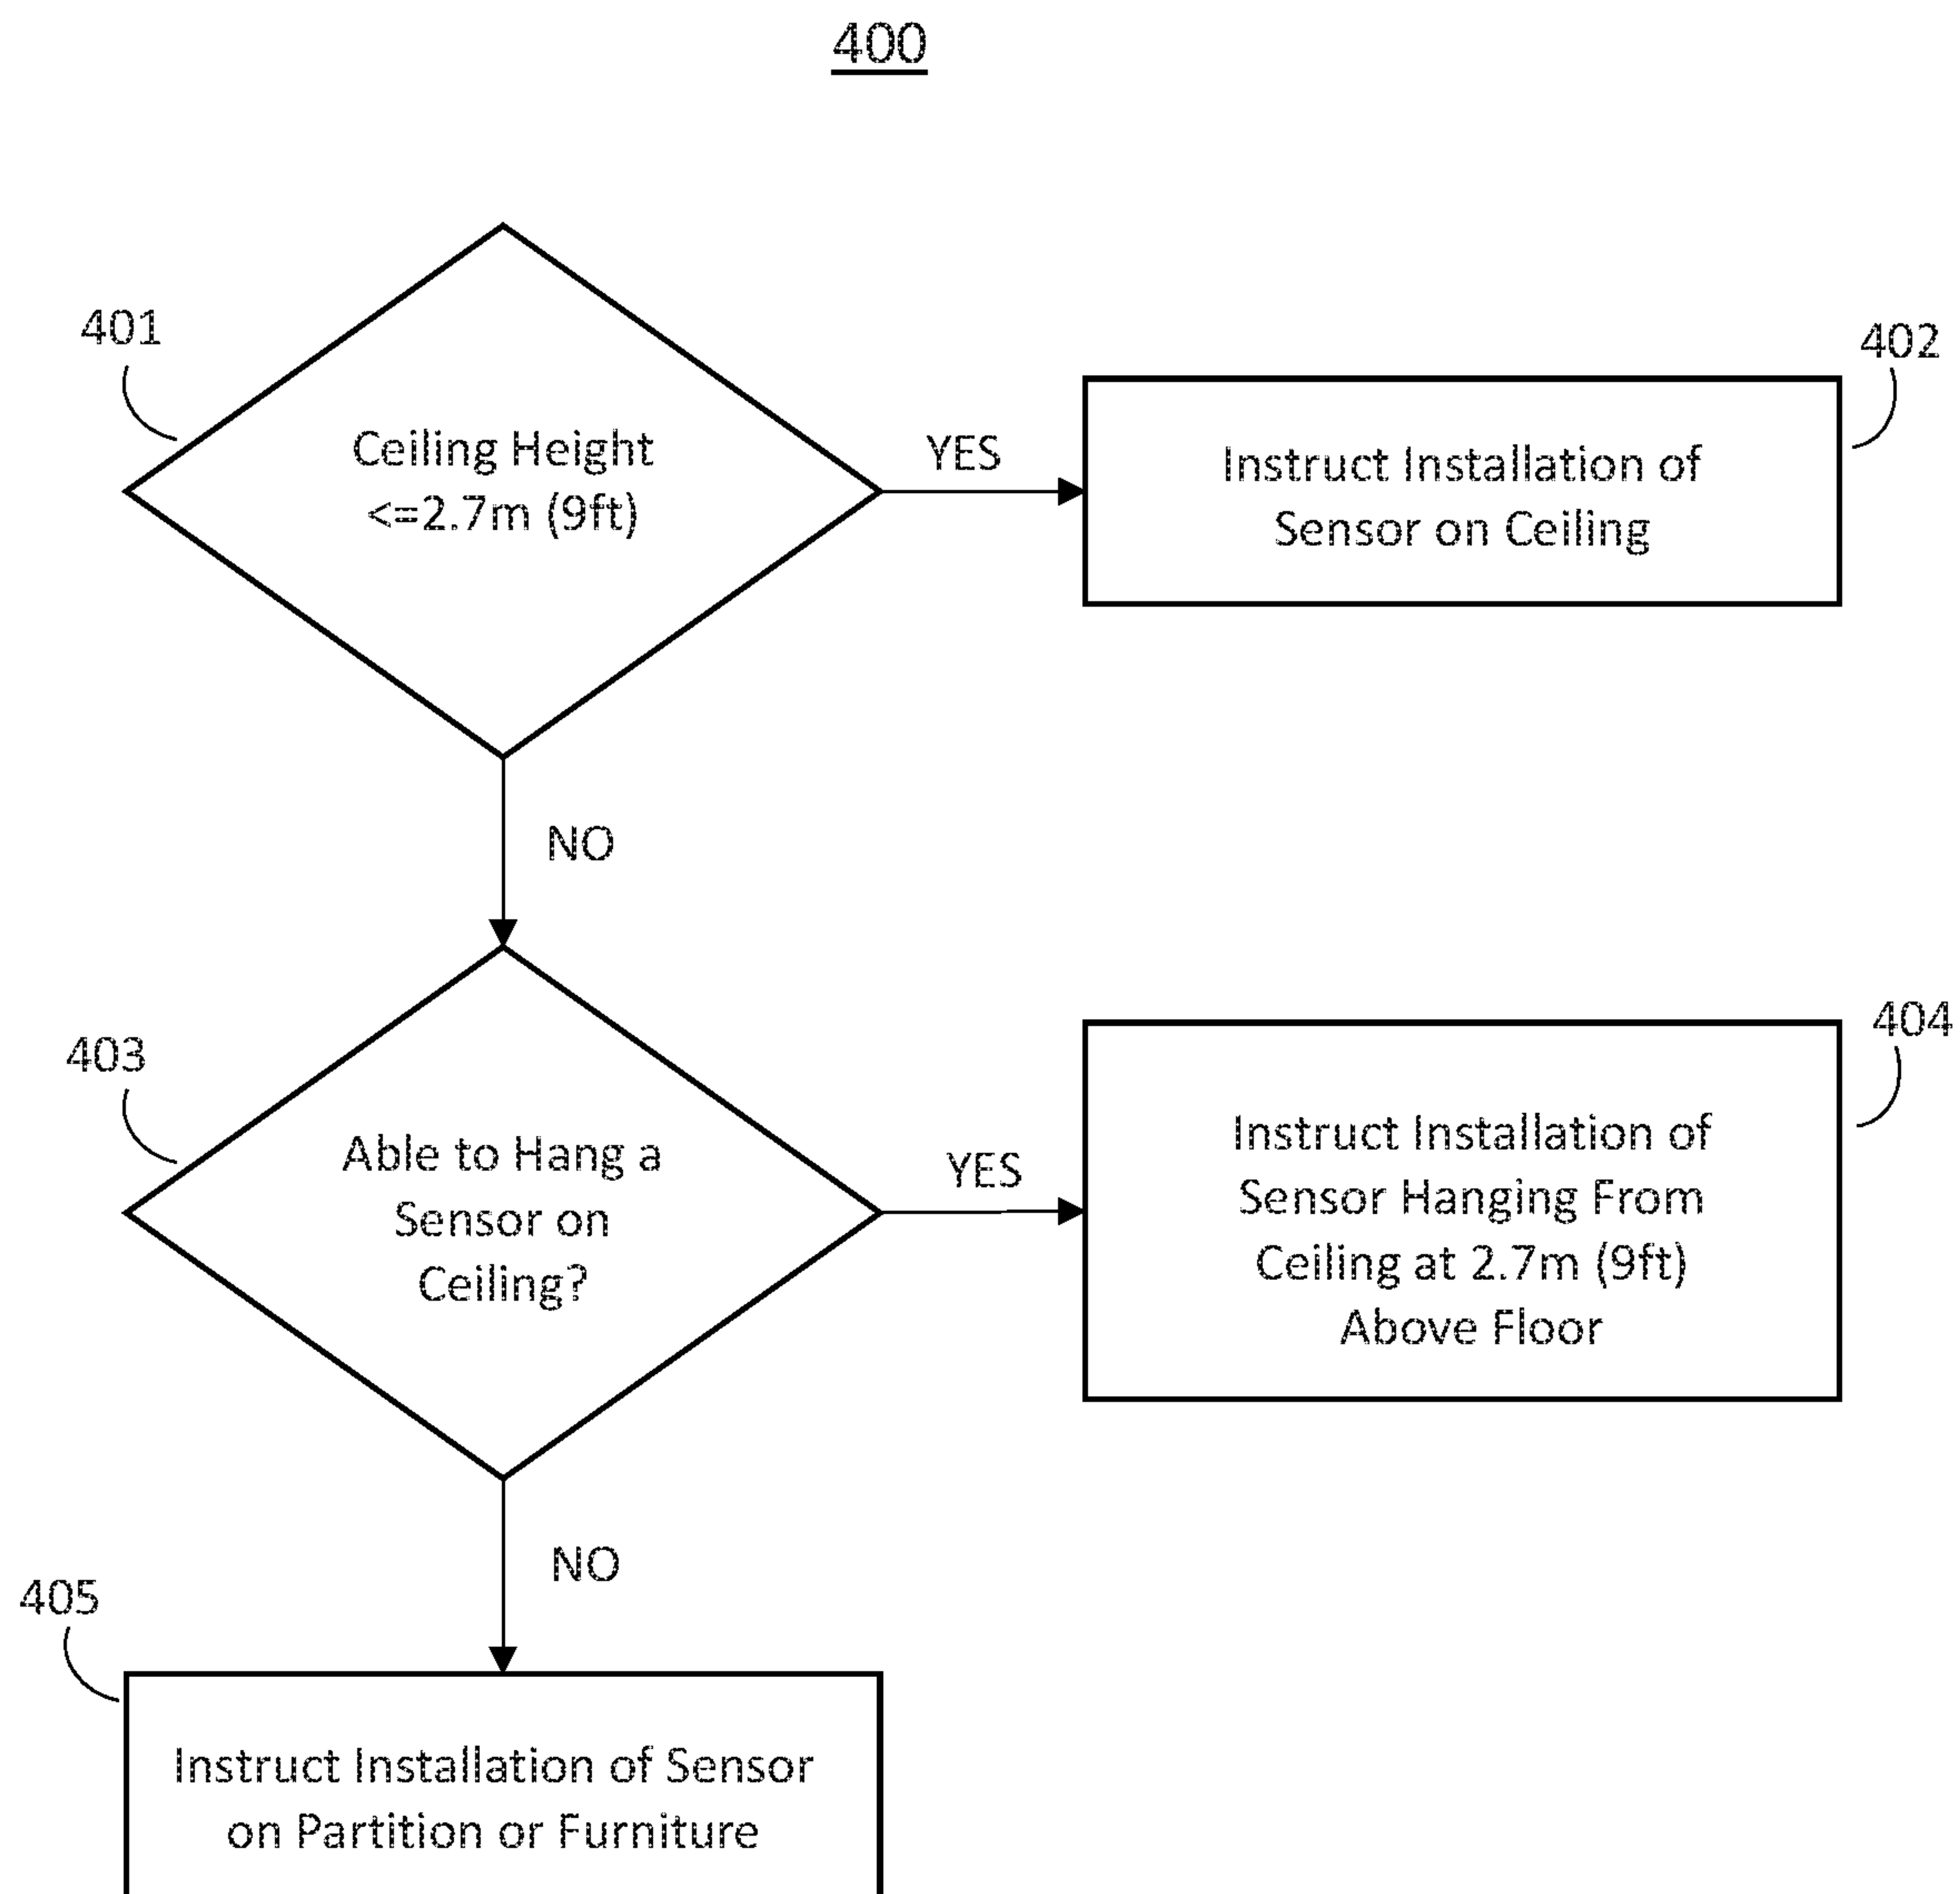 400
401
Ceiling Height
<=2.7m (9ft)
YES
402
Instruct Installation of
Sensor on Ceiling
NO
403
Able to Hang a
Sensor on
Ceiling?
YES
404
Instruct Installation of
Sensor Hanging From
Ceiling at 2.7m (9ft)
Above Floor
NO
405
Instruct Installation of Sensor
on Partition or Furniture